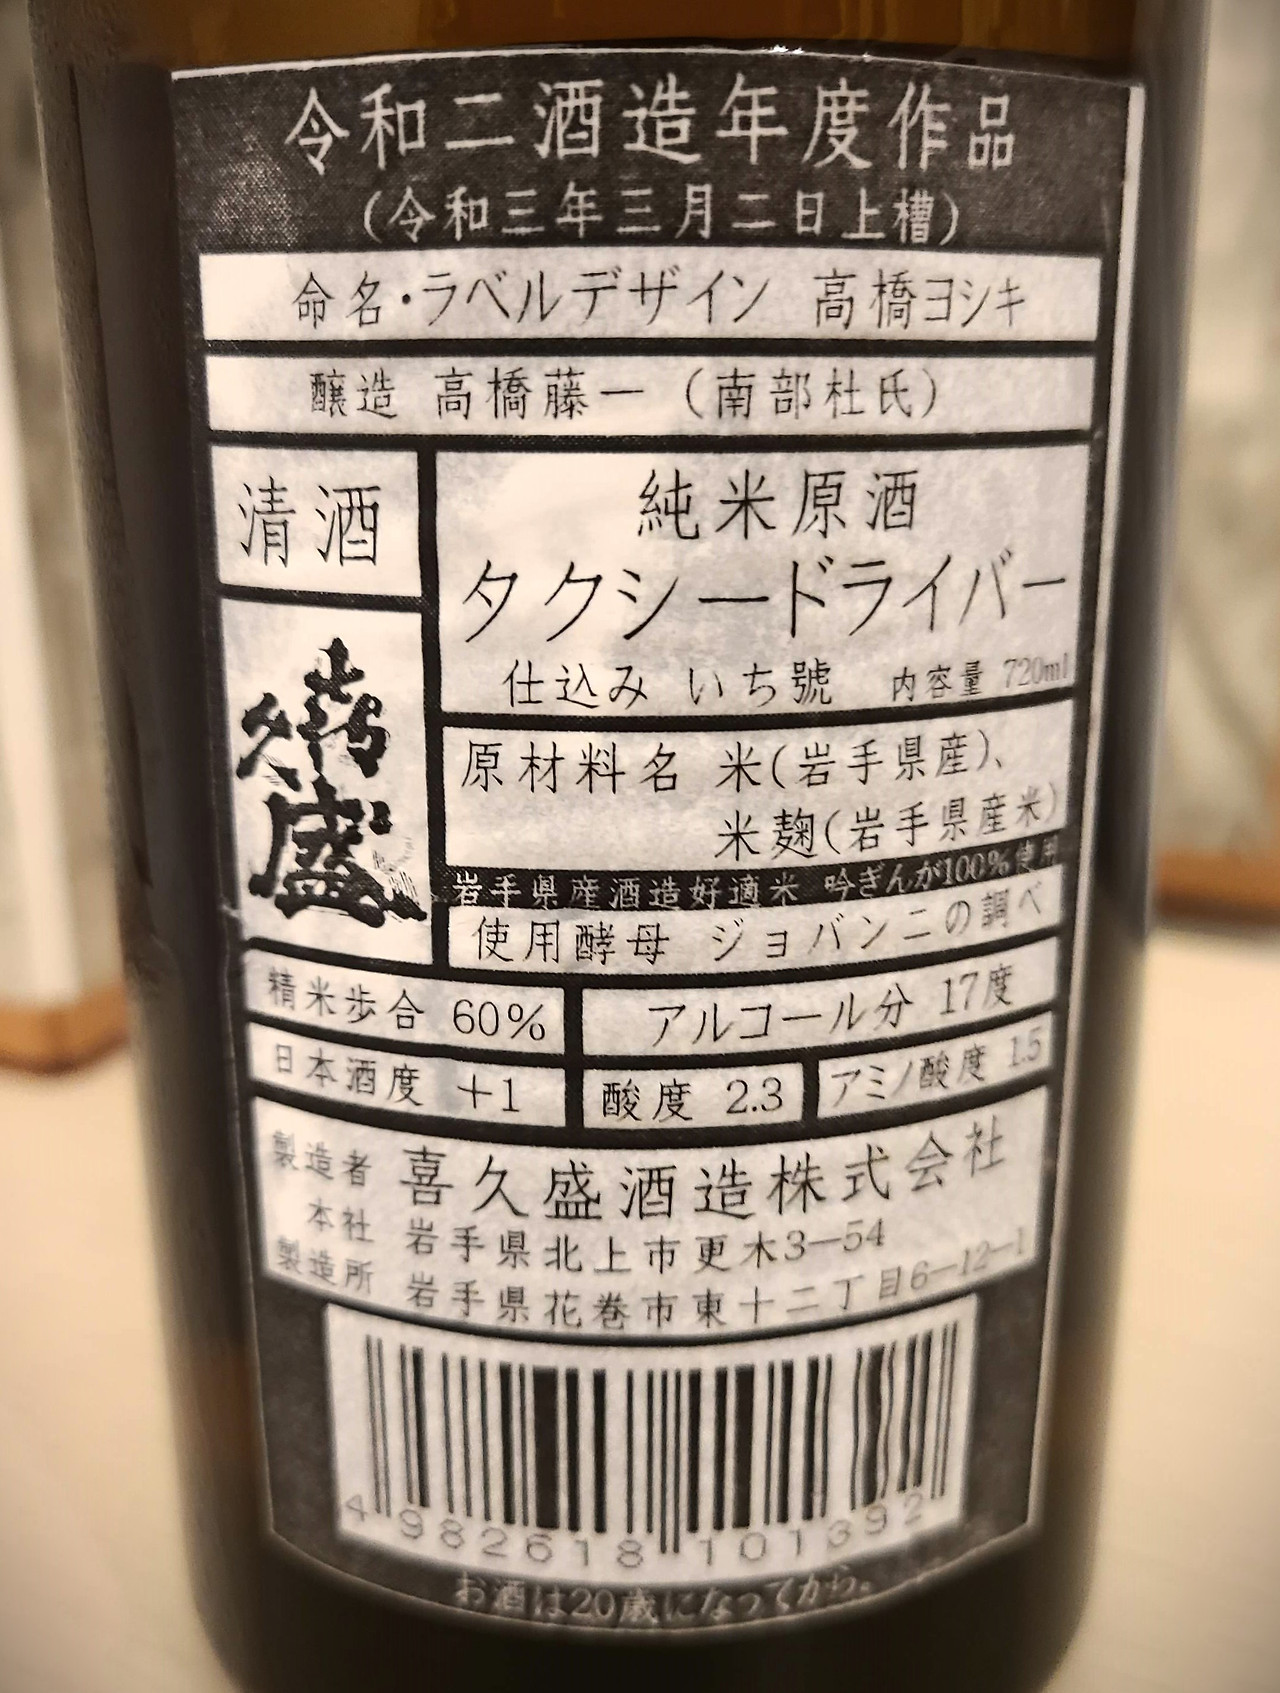 令和二酒造年度作品
(令和三年三月二日上槽)
命名・ラベルデザイン 高橋ヨシキ
醸造 高橋藤一 (南部杜氏)
清酒
喜久盛
純米原酒
タクシードライバー
仕込み いち號 内容量 720ml
原材料名 米(岩手県産)、
米麹(岩手県産米)
岩手県産酒造好適米 吟ぎんが100%使用
使用酵母 ジョバンニの調べ
精米歩合 60% アルコール分 17度
日本酒度 +1 酸度 2.3 アミノ酸度 1.5
製造者 喜久盛酒造株式会社
本社 岩手県北上市更木3-54
製造所 岩手県花巻市東十二丁目6-12-1
4 982618 101392
お酒は20歳になってから。